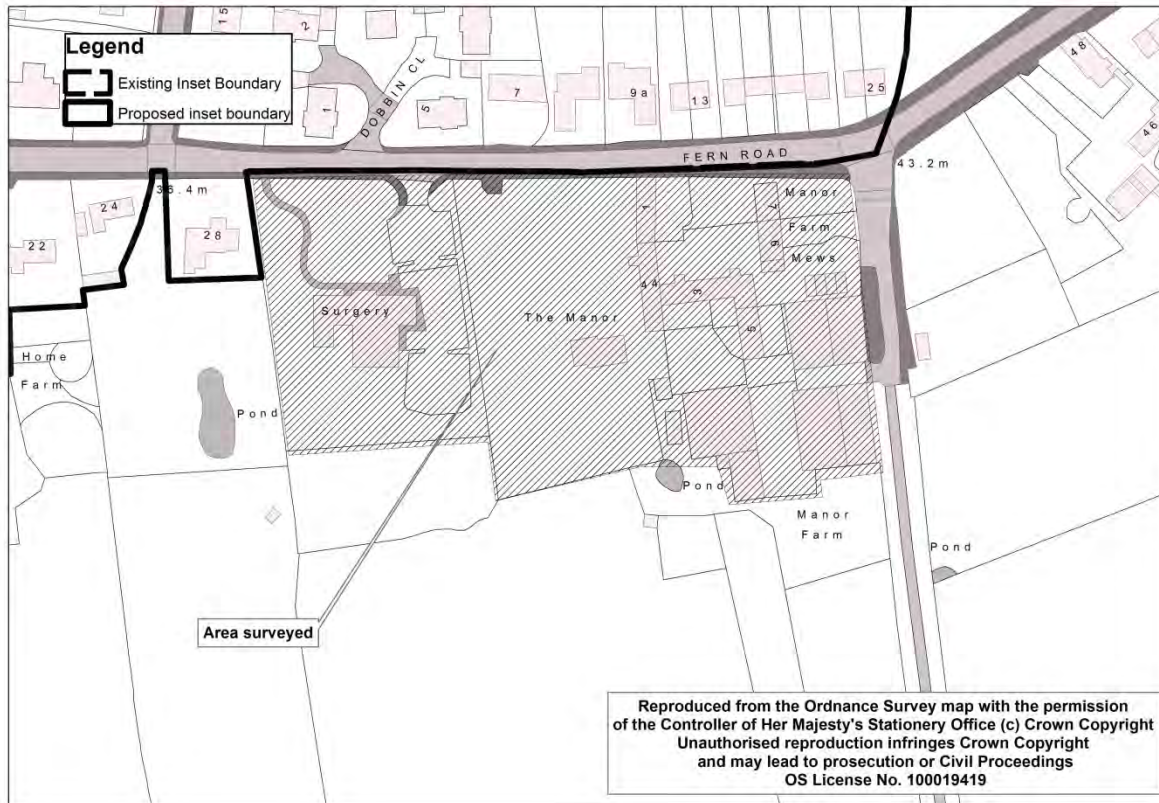 Legend
Existing Inset Boundary
Proposed inset boundary
15
2
1
DOBBIN CL
5
7
9a
13
25
48
46
FERN ROAD
43.2m
36.4m
22
24
28
Surgery
The Manor
1
44
3
5
7
6
Manor
Farm
Mews
Home
Farm
Pond
Pond
Manor
Farm
Pond
Area surveyed
Reproduced from the Ordnance Survey map with the permission
of the Controller of Her Majesty's Stationery Office (c) Crown Copyright
Unauthorised reproduction infringes Crown Copyright
and may lead to prosecution or Civil Proceedings
OS License No. 100019419